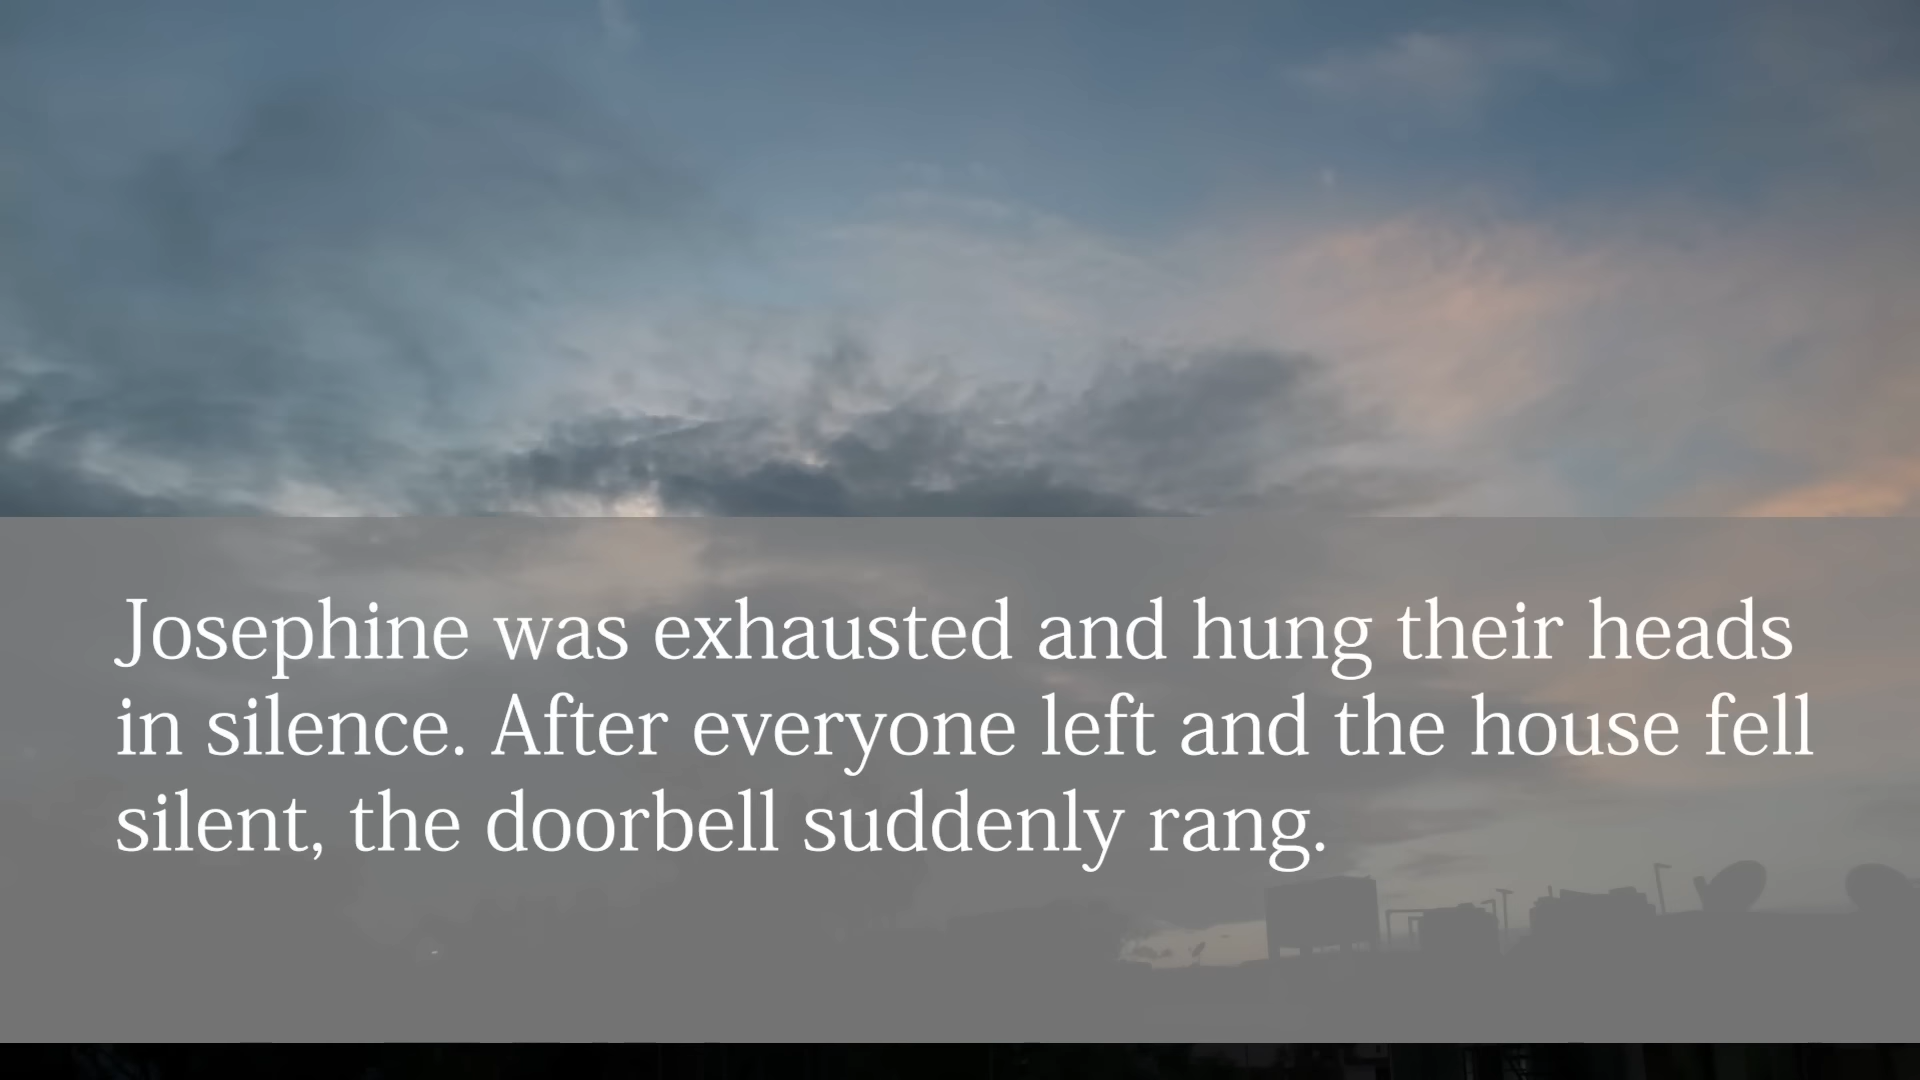 Josephine was exhausted and hung their heads
in silence. After everyone left and the house fell
silent, the doorbell suddenly rang.